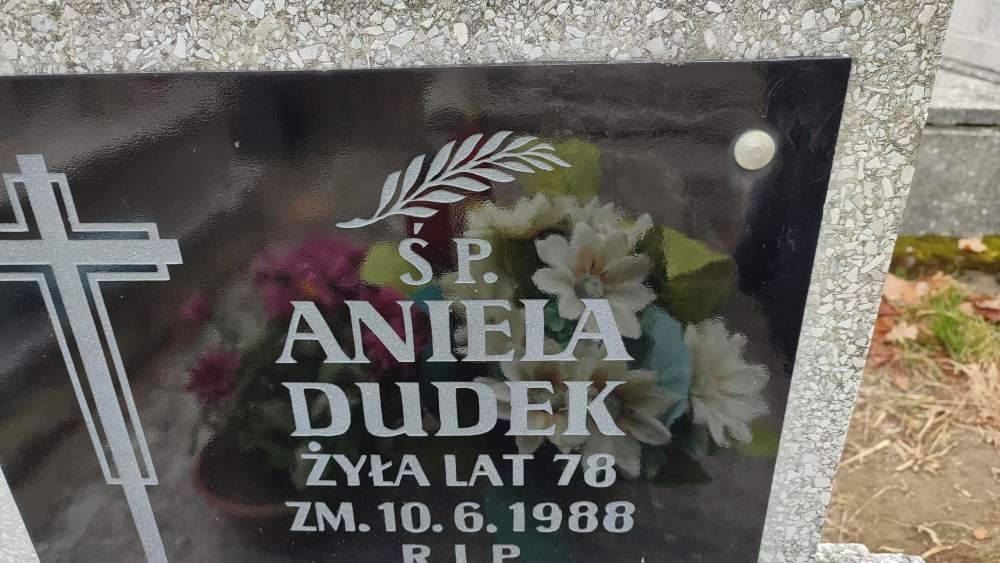 Ś P.
ANIELA
DUDEK
ŻYŁA LAT 78
ZM. 10. 6. 1988
R I P